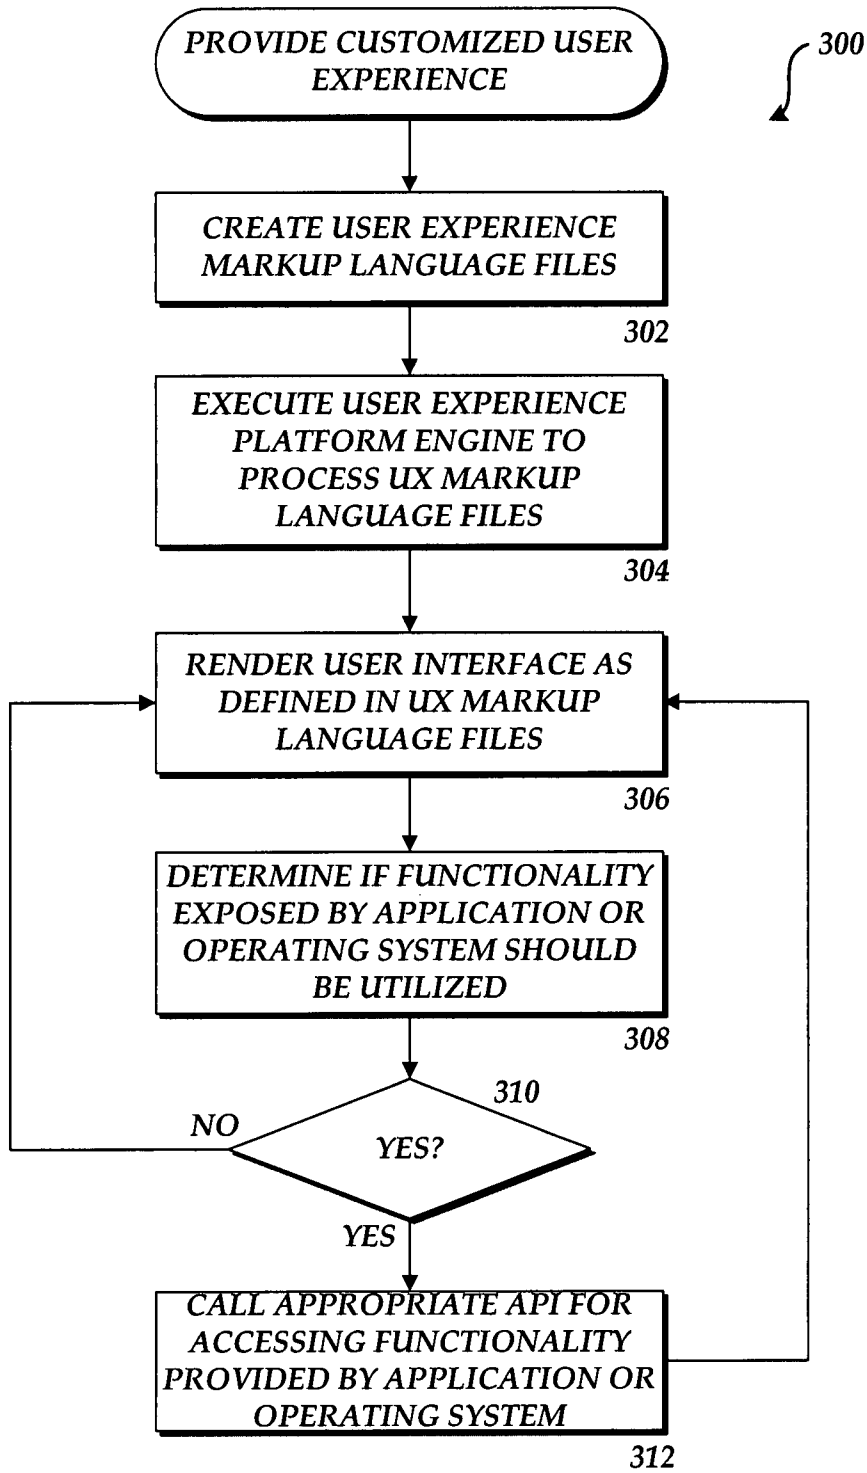 PROVIDE CUSTOMIZED USER
EXPERIENCE
300
CREATE USER EXPERIENCE
MARKUP LANGUAGE FILES
302
EXECUTE USER EXPERIENCE
PLATFORM ENGINE TO
PROCESS UX MARKUP
LANGUAGE FILES
304
RENDER USER INTERFACE AS
DEFINED IN UX MARKUP
LANGUAGE FILES
306
DETERMINE IF FUNCTIONALITY
EXPOSED BY APPLICATION OR
OPERATING SYSTEM SHOULD
BE UTILIZED
308
310
NO
YES?
YES
CALL APPROPRIATE API FOR
ACCESSING FUNCTIONALITY
PROVIDED BY APPLICATION OR
OPERATING SYSTEM
312